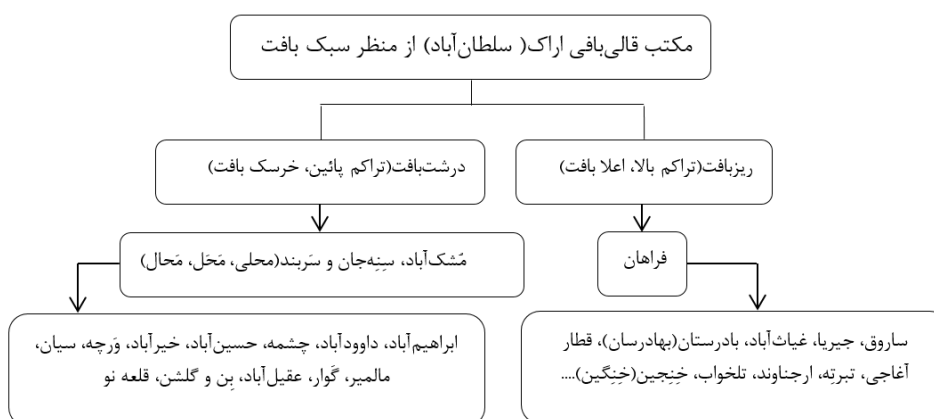 مکتب قالی‌بافی اراک( سلطان‌آباد) از منظر سبک بافت
ریزبافت(تراکم بالا، اعلا بافت)
درشت‌بافت(تراکم پائین، خرسک بافت)
فراهان
مُشک‌آباد، سِنِه‌جان و سَربند(محلی، مَحَل، مَحال)
ساروق، جیریا، غیاث‌آباد، بادرستان(بهادرسان)، قطار
آغاجی، تبرتِه، ارجناوند، تلخواب، خِنِجین(خِنِگین)....
ابراهیم‌آباد، داوودآباد، چشمه، حسین‌آباد، خیرآباد، وَرچه، سیان،
مالمیر، گَوار، عقیل‌آباد، بِن و گلشن، قلعه نو